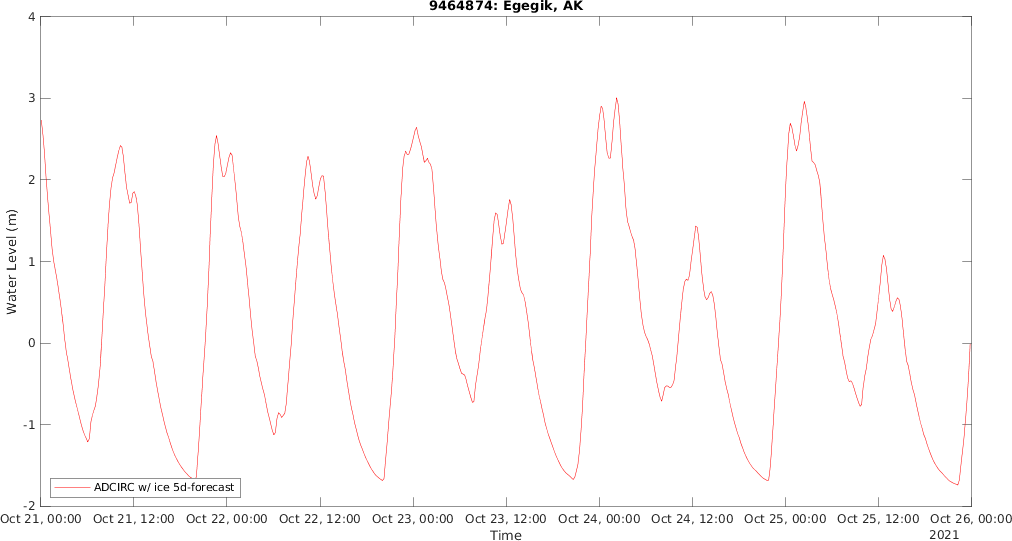 9464874: Egegik, AK
4
3
2
1
0
-1
-2
Water Level (m)
ADCIRC w/ ice 5d-forecast
Oct 21, 00:00 Oct 21, 12:00 Oct 22, 00:00 Oct 22, 12:00 Oct 23, 00:00 Oct 23, 12:00 Oct 24, 00:00 Oct 24, 12:00 Oct 25, 00:00 Oct 25, 12:00 Oct 26, 00:00
Time
2021